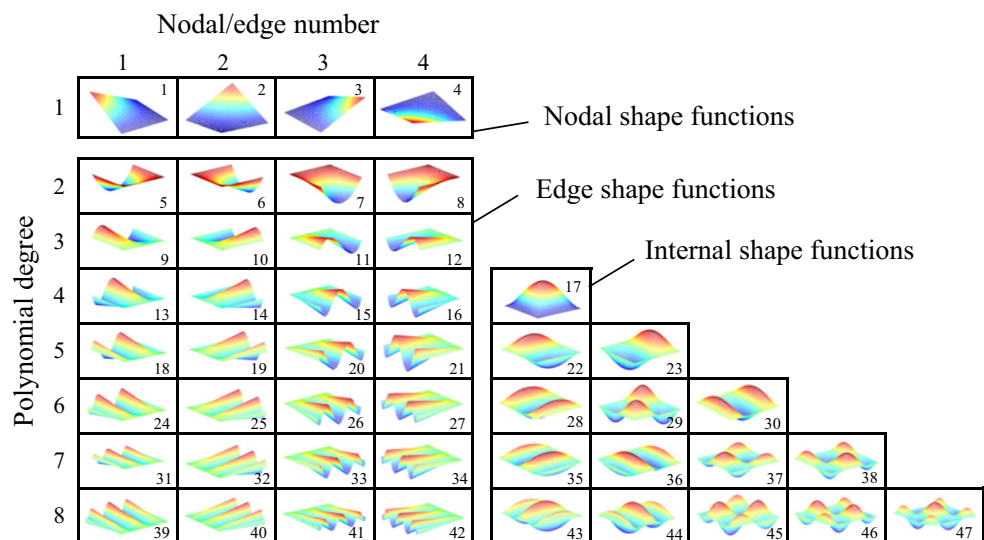 Nodal/edge number
1 2 3 4
1 1 2 3 4
Nodal shape functions
2 5 6 7 8
Edge shape functions
3 9 10 11 12
Internal shape functions
4 13 14 15 16 17
5 18 19 20 21 22 23
6 24 25 26 27 28 29 30
7 31 32 33 34 35 36 37 38
8 39 40 41 42 43 44 45 46 47
Polynomial degree